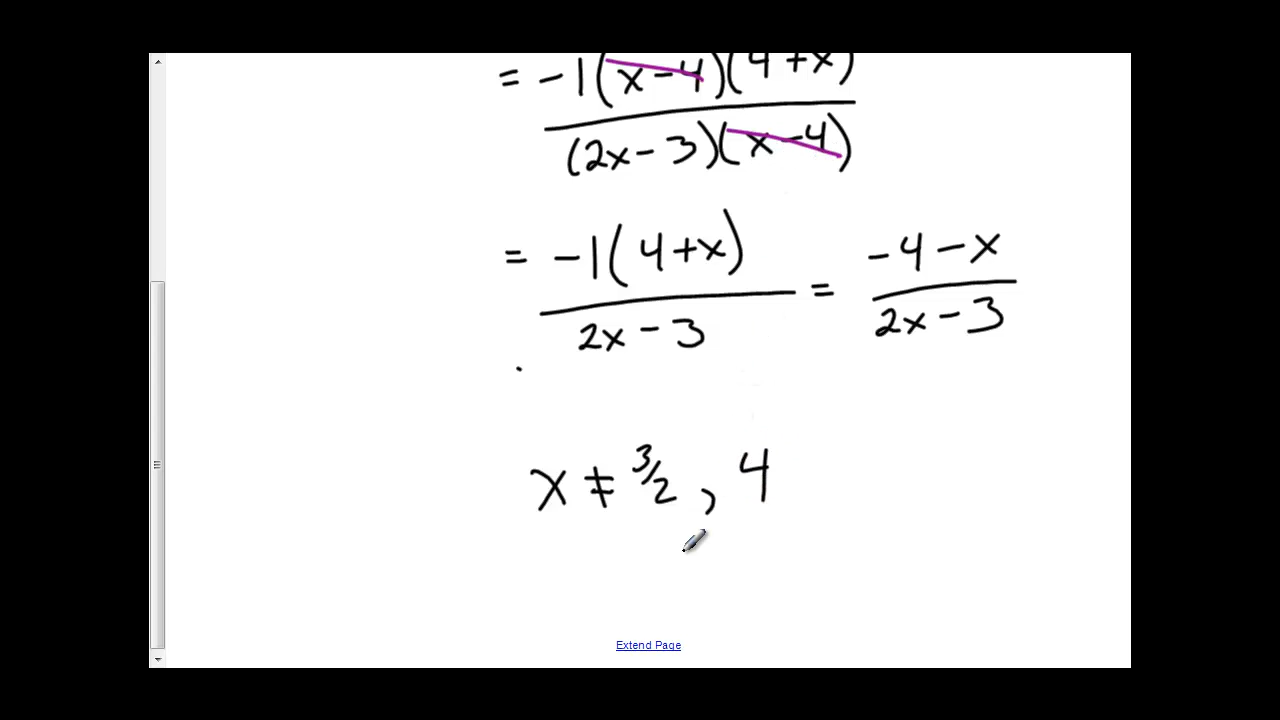 = -1(x-4)(4+x)
(2x-3)(x-4)
= -1(4+x) = -4-x
2x-3 2x-3
x ≠ 3/2, 4
Extend Page